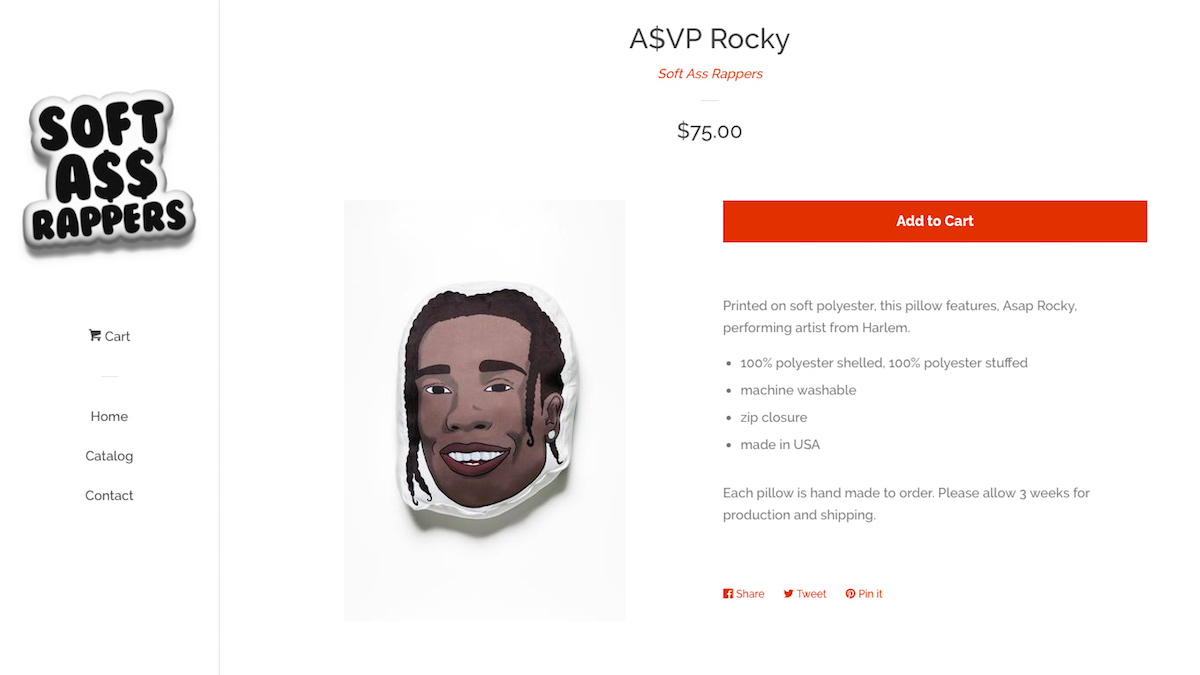 SOFT
A$$
RAPPERS
Cart
Home
Catalog
Contact
A$VP Rocky
Soft Ass Rappers
$75.00
Add to Cart
Printed on soft polyester, this pillow features, Asap Rocky,
performing artist from Harlem.
• 100% polyester shelled, 100% polyester stuffed
• machine washable
• zip closure
• made in USA
Each pillow is hand made to order. Please allow 3 weeks for
production and shipping.
Share Tweet Pin it